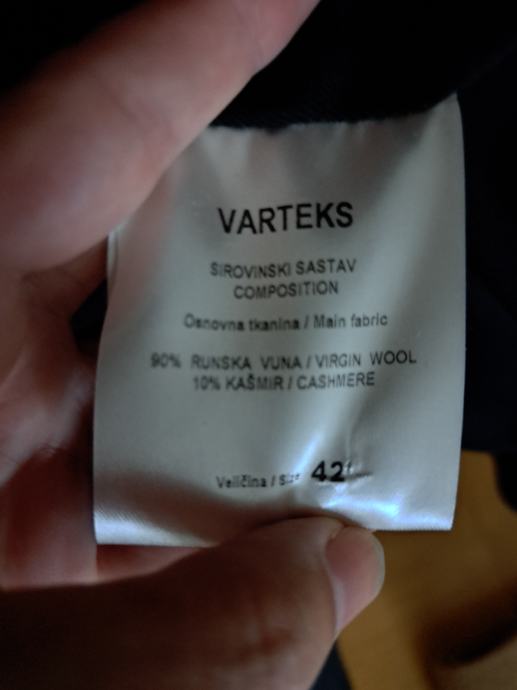 VARTEKS
SIROVINSKI SASTAV
COMPOSITION
Osnovna tkanina / Main fabric
90% RUNSKA VUNA / VIRGIN WOOL
10% KAŠMIR / CASHMERE
Veličina / Size 42